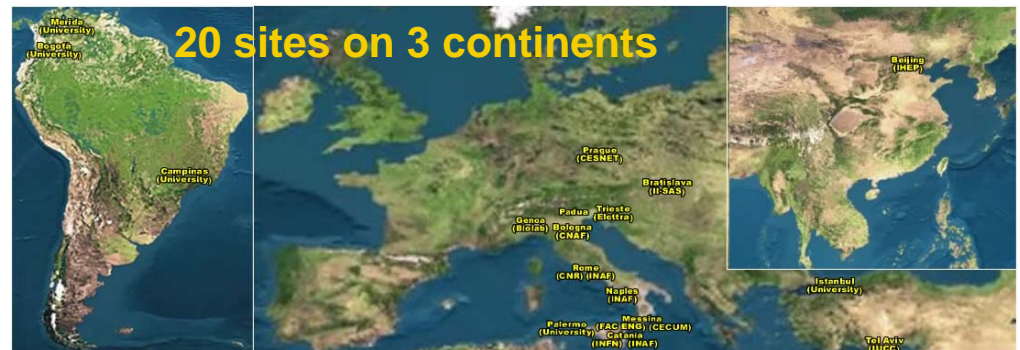 20 sites on 3 continents
Merida
(University)
Bogota
(University)
Campinas
(University)
Prague
(CESNET)
Bratislava
(II-SAS)
Genoa
(Biolab)
Padua
Bologna
(CNAF)
Trieste
(Elettra)
Rome
(CNR) (INAF)
Naples
(INAF)
Messina
(FAC ENG) (CECUM)
Palermo
(University)
Catania
(INFN) (INAF)
Beijing
(IHEP)
Istanbul
(University)
Tel Aviv
(IUCC)